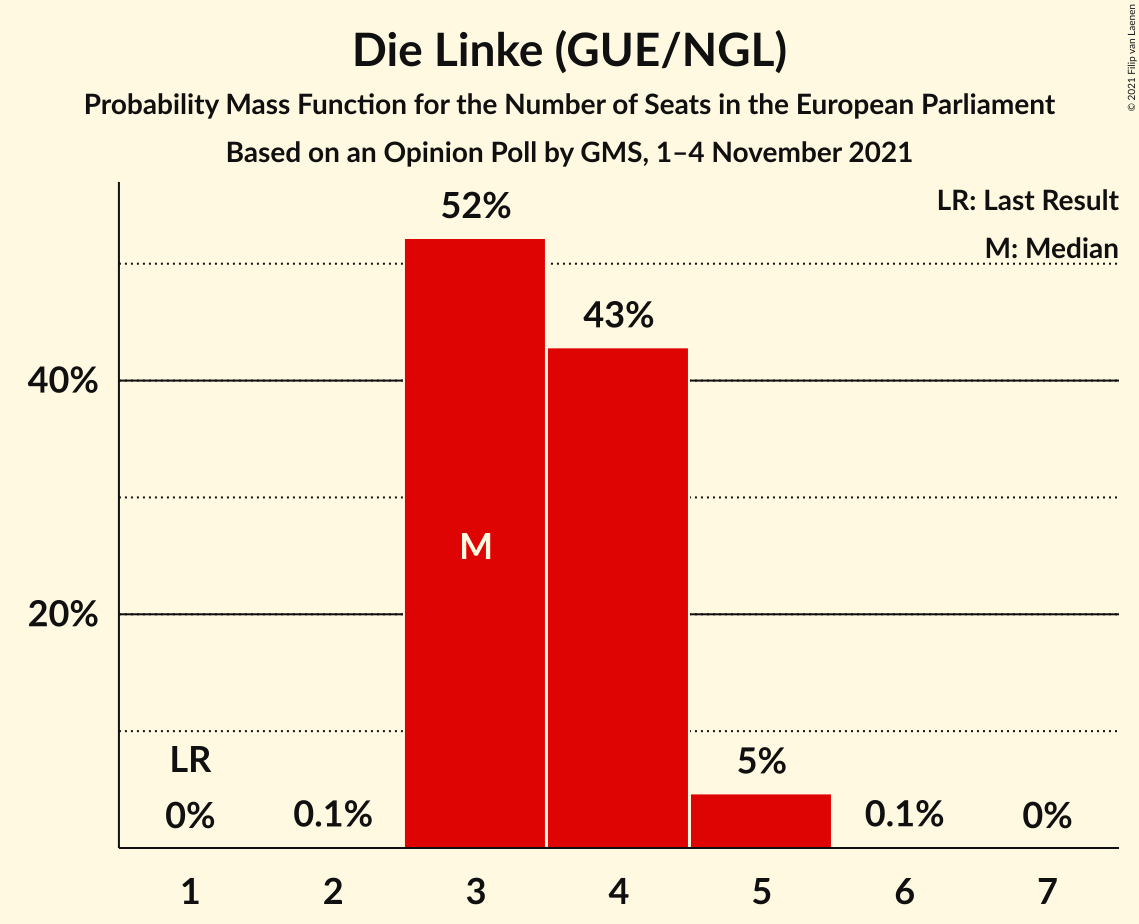 Die Linke (GUE/NGL)
Probability Mass Function for the Number of Seats in the European Parliament
Based on an Opinion Poll by GMS, 1–4 November 2021
© 2021 Filip van Laenen
LR: Last Result
M: Median
52%
43%
40%
M
20%
LR
5%
0%
0.1%
0.1%
0%
1 2 3 4 5 6 7